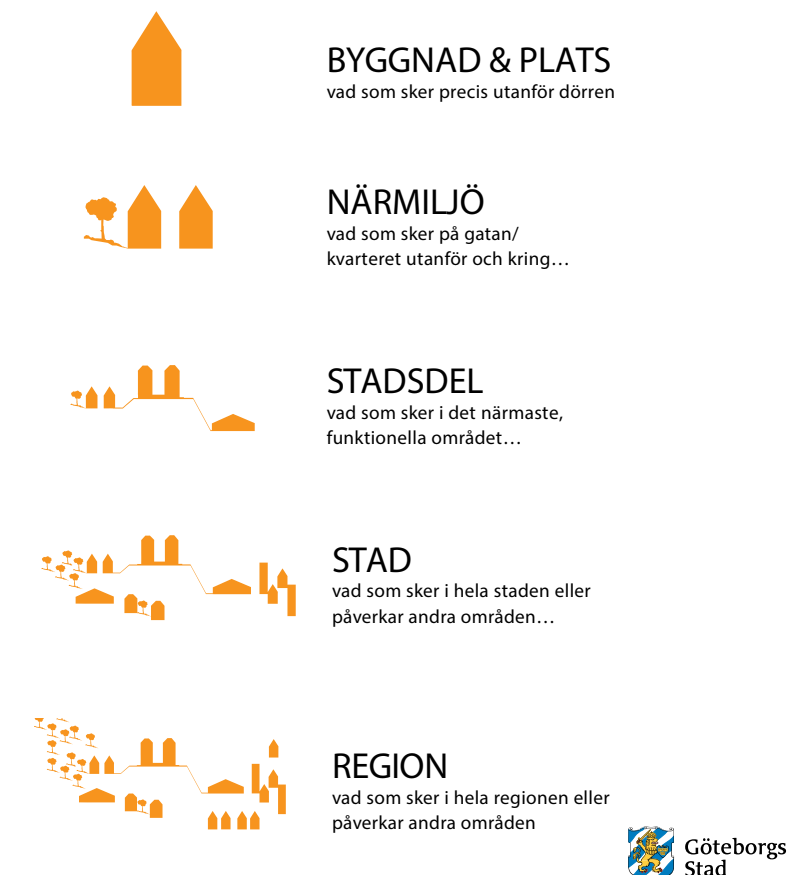 BYGGNAD & PLATS
vad som sker precis utanför dörren
NÄRMILJÖ
vad som sker på gatan/
kvarteret utanför och kring…
STADSDEL
vad som sker i det närmaste,
funktionella området…
STAD
vad som sker i hela staden eller
påverkar andra områden…
REGION
vad som sker i hela regionen eller
påverkar andra områden
Göteborgs
Stad